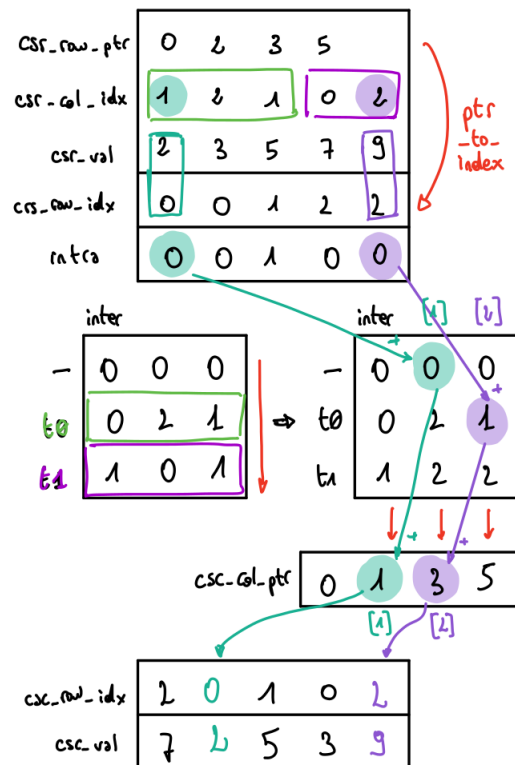 csr_row_ptr 0 2 3 5
csr_col_idx 1 2 1 0 2
csr_val 2 3 5 7 9
crs_row_idx 0 0 1 2 2
intra 0 0 1 0 0
ptr
_to_
index
inter
- 0 0 0
t0 0 2 1
t1 1 0 1
⇒
inter [1] [2]
+
- 0 0 0
+
t0 0 2 1
t1 1 2 2
+ +
csc_col_ptr 0 1 3 5
[1] [2]
csc_row_idx 2 0 1 0 2
csc_val 7 2 5 3 9